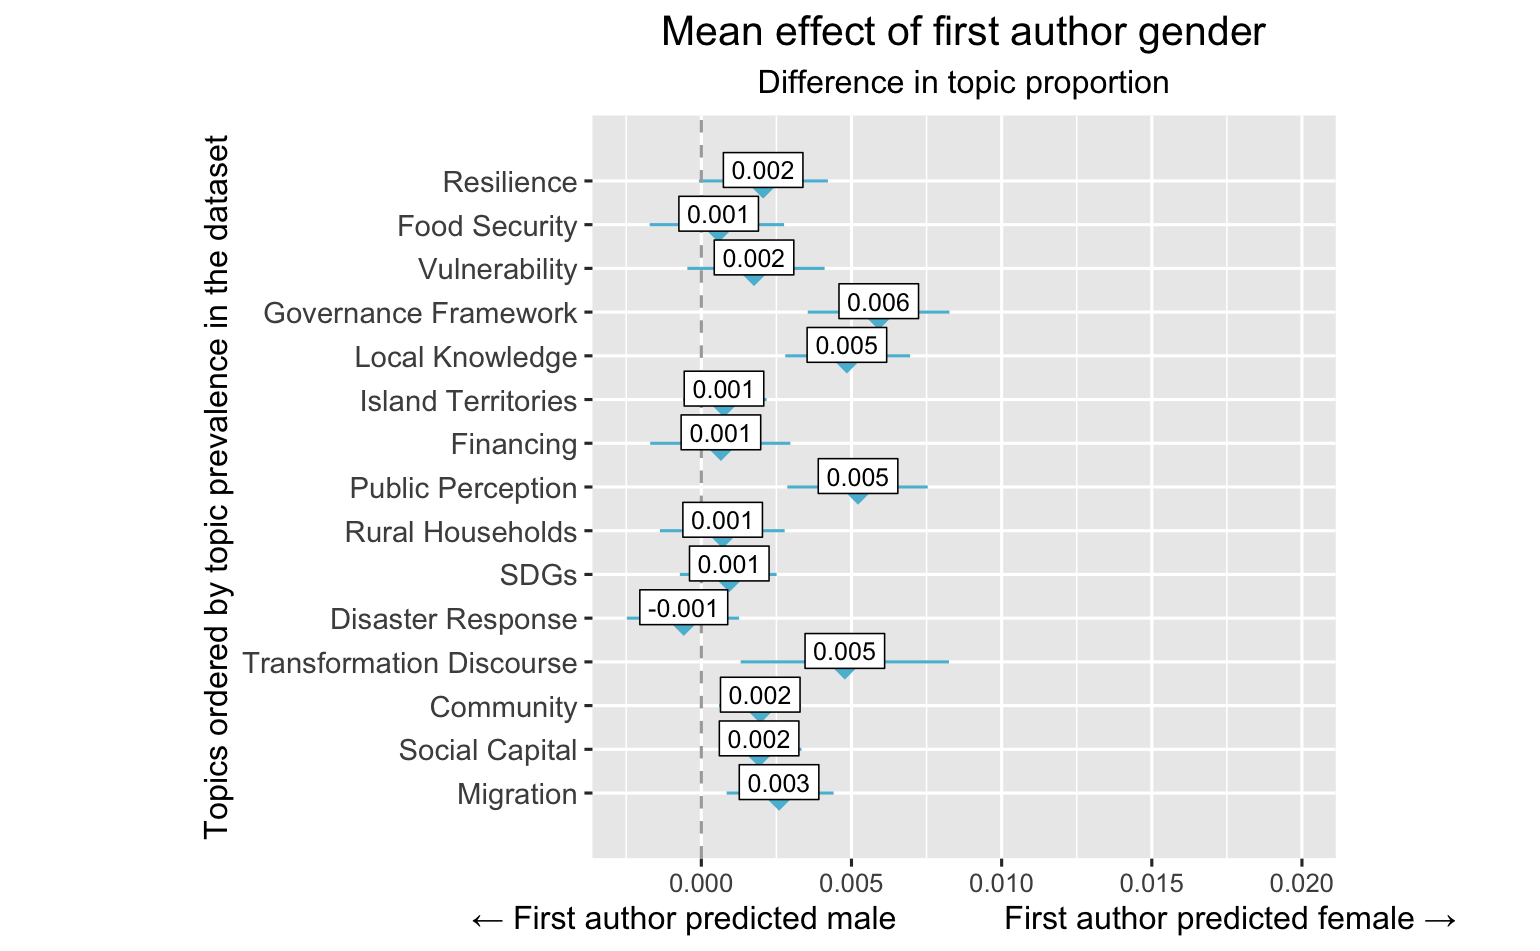 Mean effect of first author gender
Difference in topic proportion
Topics ordered by topic prevalence in the dataset
Resilience 0.002
Food Security 0.001
Vulnerability 0.002
Governance Framework 0.006
Local Knowledge 0.005
Island Territories 0.001
Financing 0.001
Public Perception 0.005
Rural Households 0.001
SDGs 0.001
Disaster Response -0.001
Transformation Discourse 0.005
Community 0.002
Social Capital 0.002
Migration 0.003
0.000 0.005 0.010 0.015 0.020
← First author predicted male First author predicted female →